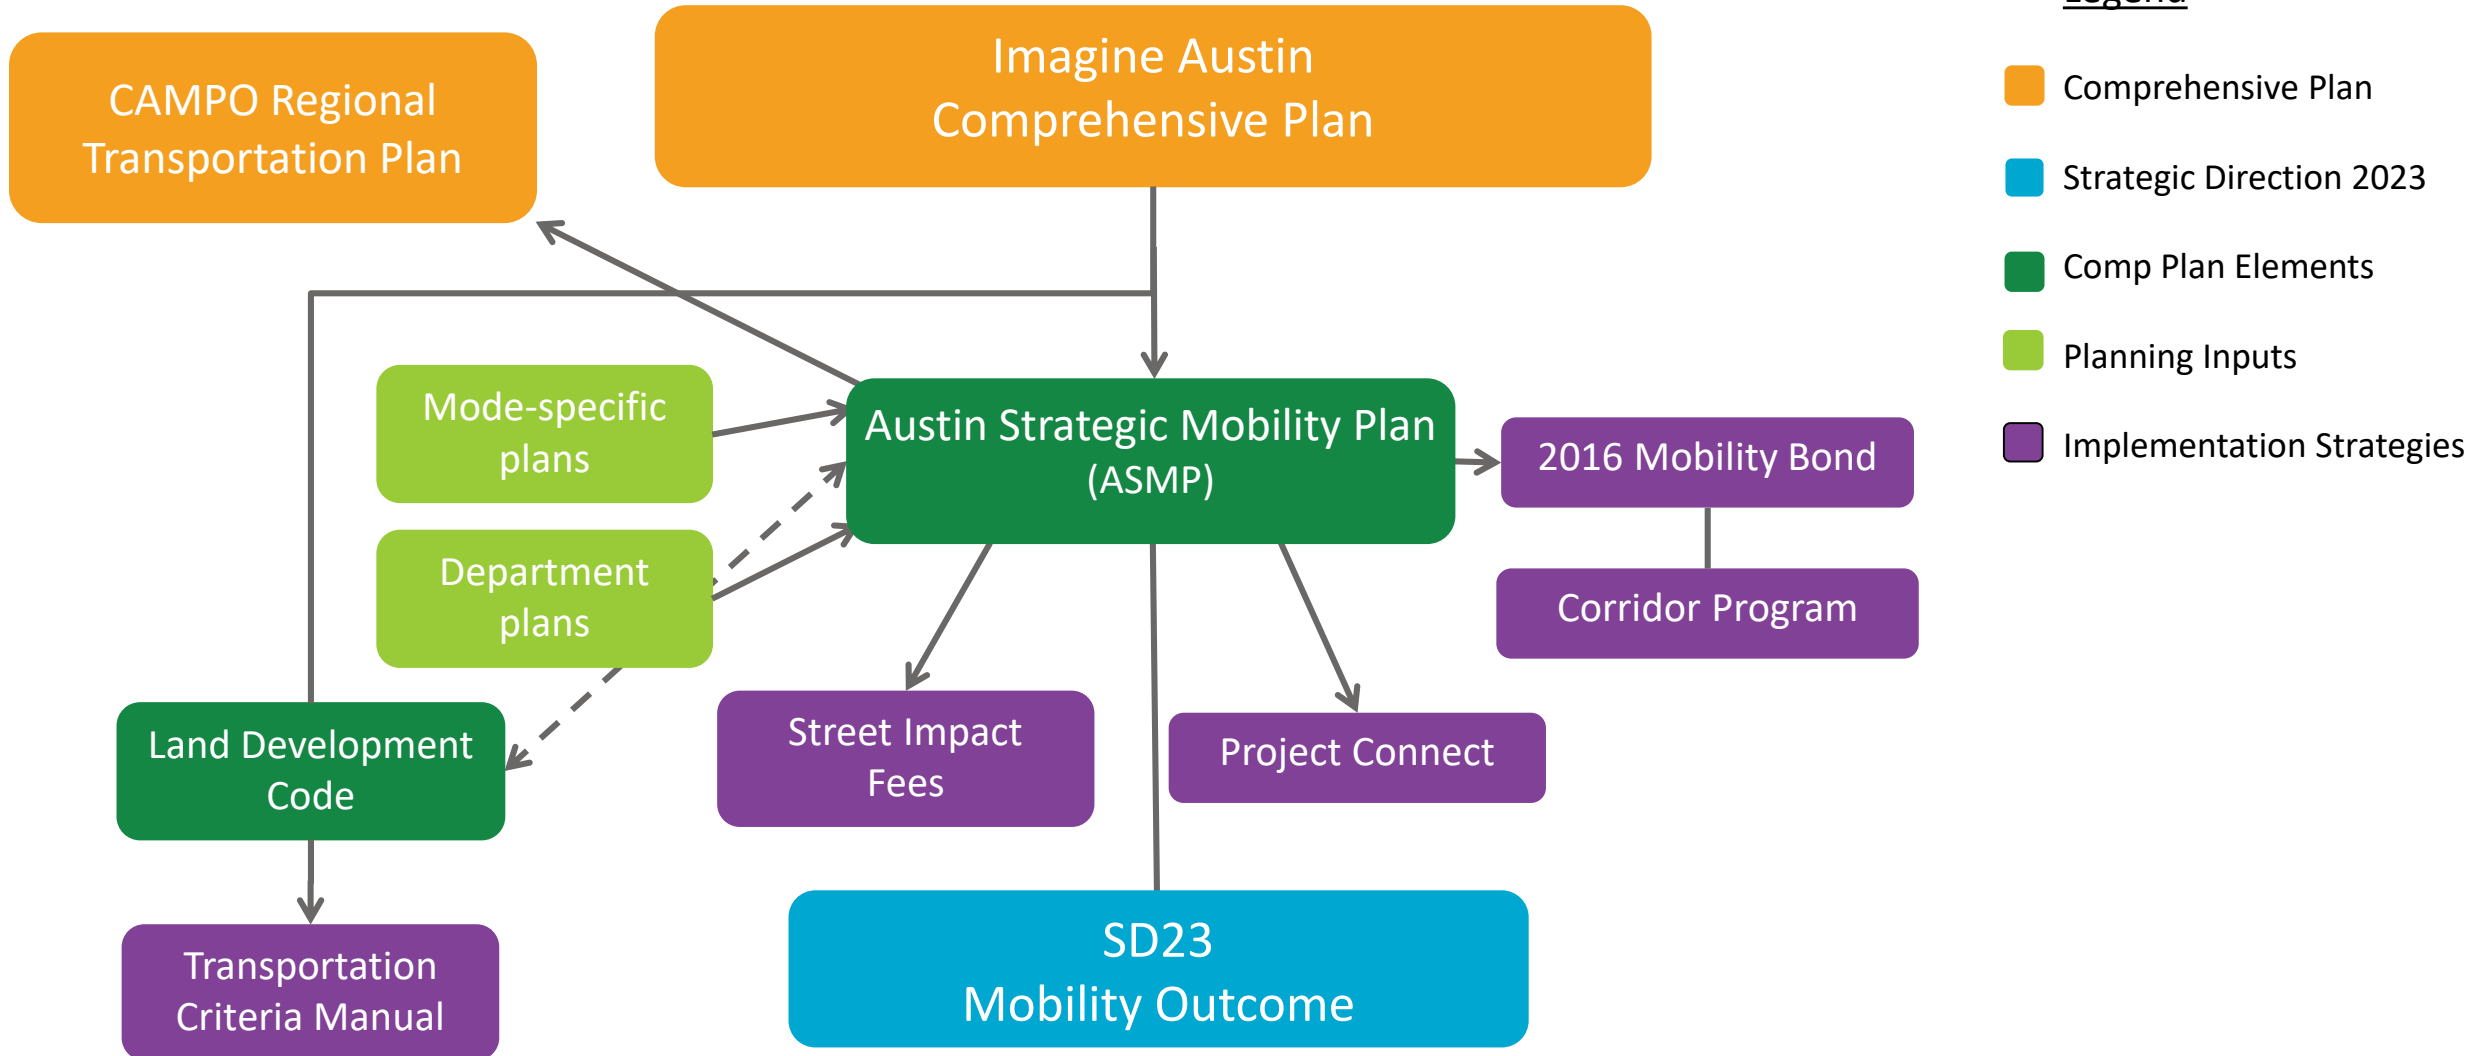 Legend
CAMPO Regional
Transportation Plan
Imagine Austin
Comprehensive Plan
Comprehensive Plan
Strategic Direction 2023
Comp Plan Elements
Planning Inputs
Implementation Strategies
Mode-specific
plans
Austin Strategic Mobility Plan
(ASMP)
2016 Mobility Bond
Department
plans
Corridor Program
Land Development
Code
Street Impact
Fees
Project Connect
Transportation
Criteria Manual
SD23
Mobility Outcome